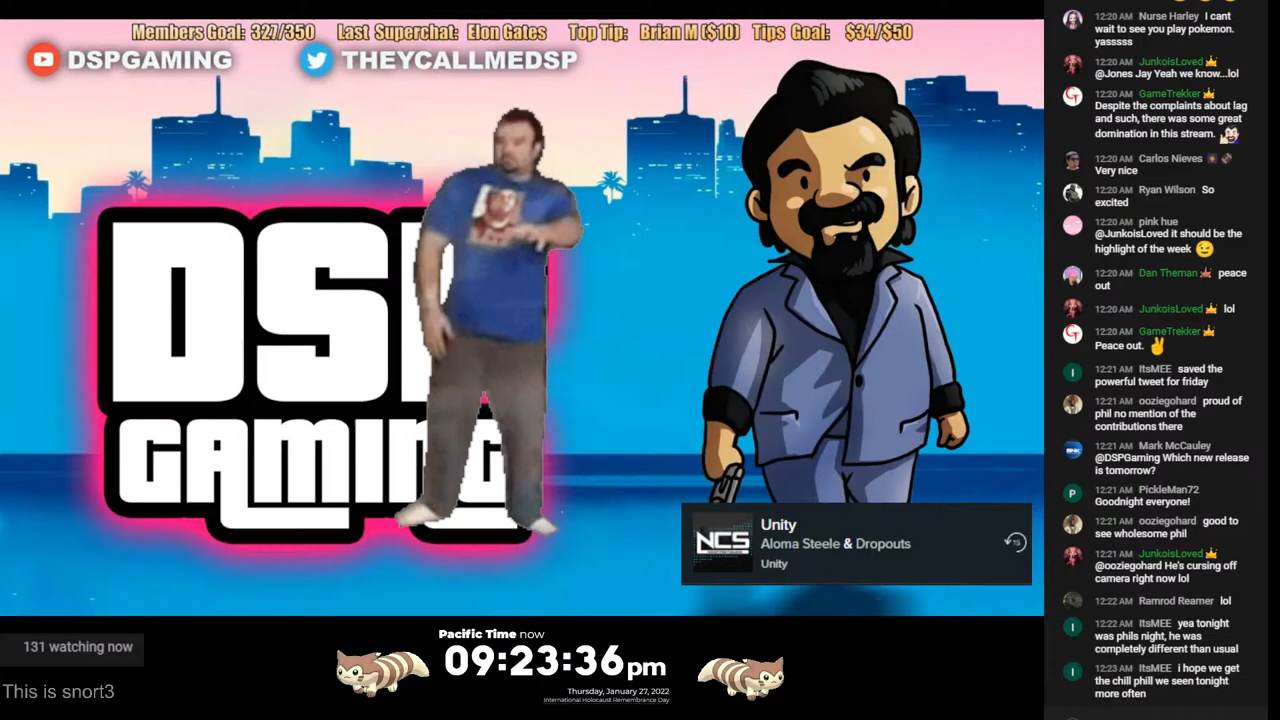 Members Goal: 327/350 Last Superchat: Elon Gates Top Tip: Brian M ($10) Tips Goal: $34/$50
DSPGAMING THEYCALLMEDSP
DS
GAMING
Unity
Aloma Steele & Dropouts
Unity
NCS
15
131 watching now
This is snort3
Pacific Time now
09:23:36pm
Thursday, January 27, 2022
International Holocaust Remembrance Day
12:20 AM Nurse Harley I cant
wait to see you play pokemon.
yasssss
12:20 AM JunkoisLoved
@Jones Jay Yeah we know...lol
12:20 AM GameTrekker
Despite the complaints about lag
and such, there was some great
domination in this stream.
12:20 AM Carlos Nieves
Very nice
12:20 AM Ryan Wilson So
excited
12:20 AM pink hue
@JunkoisLoved it should be the
highlight of the week
12:20 AM Dan Theman peace
out
12:20 AM JunkoisLoved lol
12:20 AM GameTrekker
Peace out.
12:21 AM ItsMEE saved the
powerful tweet for friday
12:21 AM ooziegohard proud of
phil no mention of the
contributions there
12:21 AM Mark McCauley
@DSPGaming Which new release
is tomorrow?
12:21 AM PickleMan72
Goodnight everyone!
12:21 AM ooziegohard good to
see wholesome phil
12:21 AM JunkoisLoved
@ooziegohard He's cursing off
camera right now lol
12:22 AM Ramrod Reamer lol
12:22 AM ItsMEE yea tonight
was phils night, he was
completely different than usual
12:23 AM ItsMEE i hope we get
the chill phill we seen tonight
more often